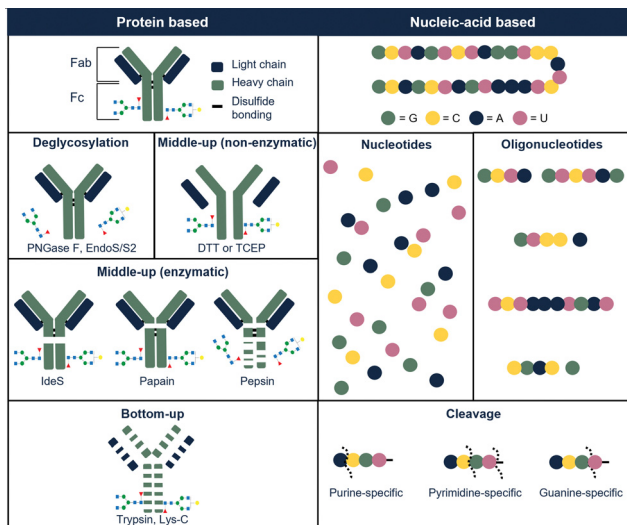 Protein based
Nucleic-acid based
Fab
Fc
Light chain
Heavy chain
Disulfide
bonding
= G
= C
= A
= U
Deglycosylation
PNGase F, EndoS/S2
Middle-up (non-enzymatic)
DTT or TCEP
Nucleotides
Oligonucleotides
Middle-up (enzymatic)
IdeS
Papain
Pepsin
Bottom-up
Trypsin, Lys-C
Cleavage
Purine-specific
Pyrimidine-specific
Guanine-specific